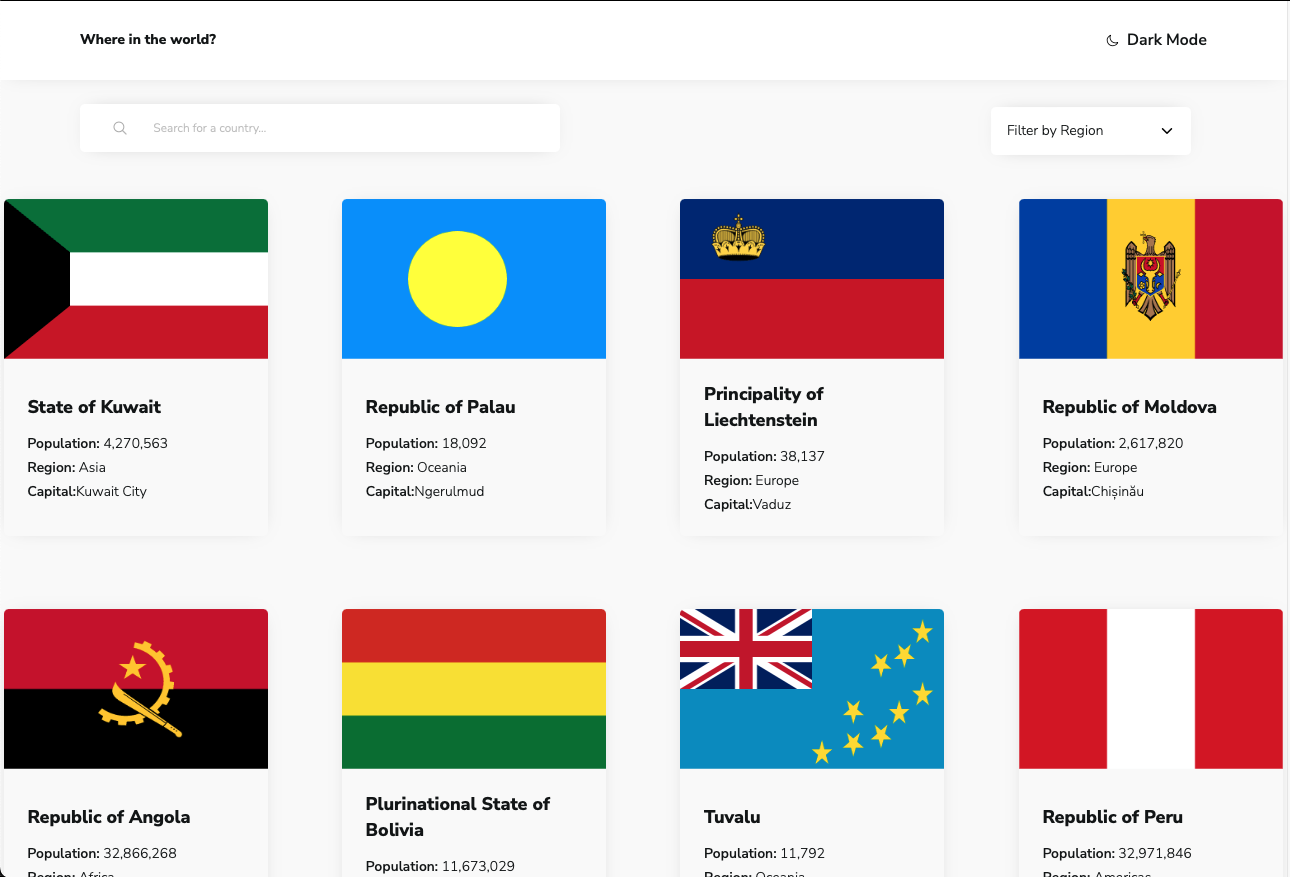 Where in the world?
Dark Mode
Search for a country...
Filter by Region
State of Kuwait
Population: 4,270,563
Region: Asia
Capital:Kuwait City
Republic of Palau
Population: 18,092
Region: Oceania
Capital:Ngerulmud
Principality of
Liechtenstein
Population: 38,137
Region: Europe
Capital:Vaduz
Republic of Moldova
Population: 2,617,820
Region: Europe
Capital:Chișinău
Republic of Angola
Population: 32,866,268
Region: Africa
Plurinational State of
Bolivia
Population: 11,673,029
Tuvalu
Population: 11,792
Region: Oceania
Republic of Peru
Population: 32,971,846
Region: Americas